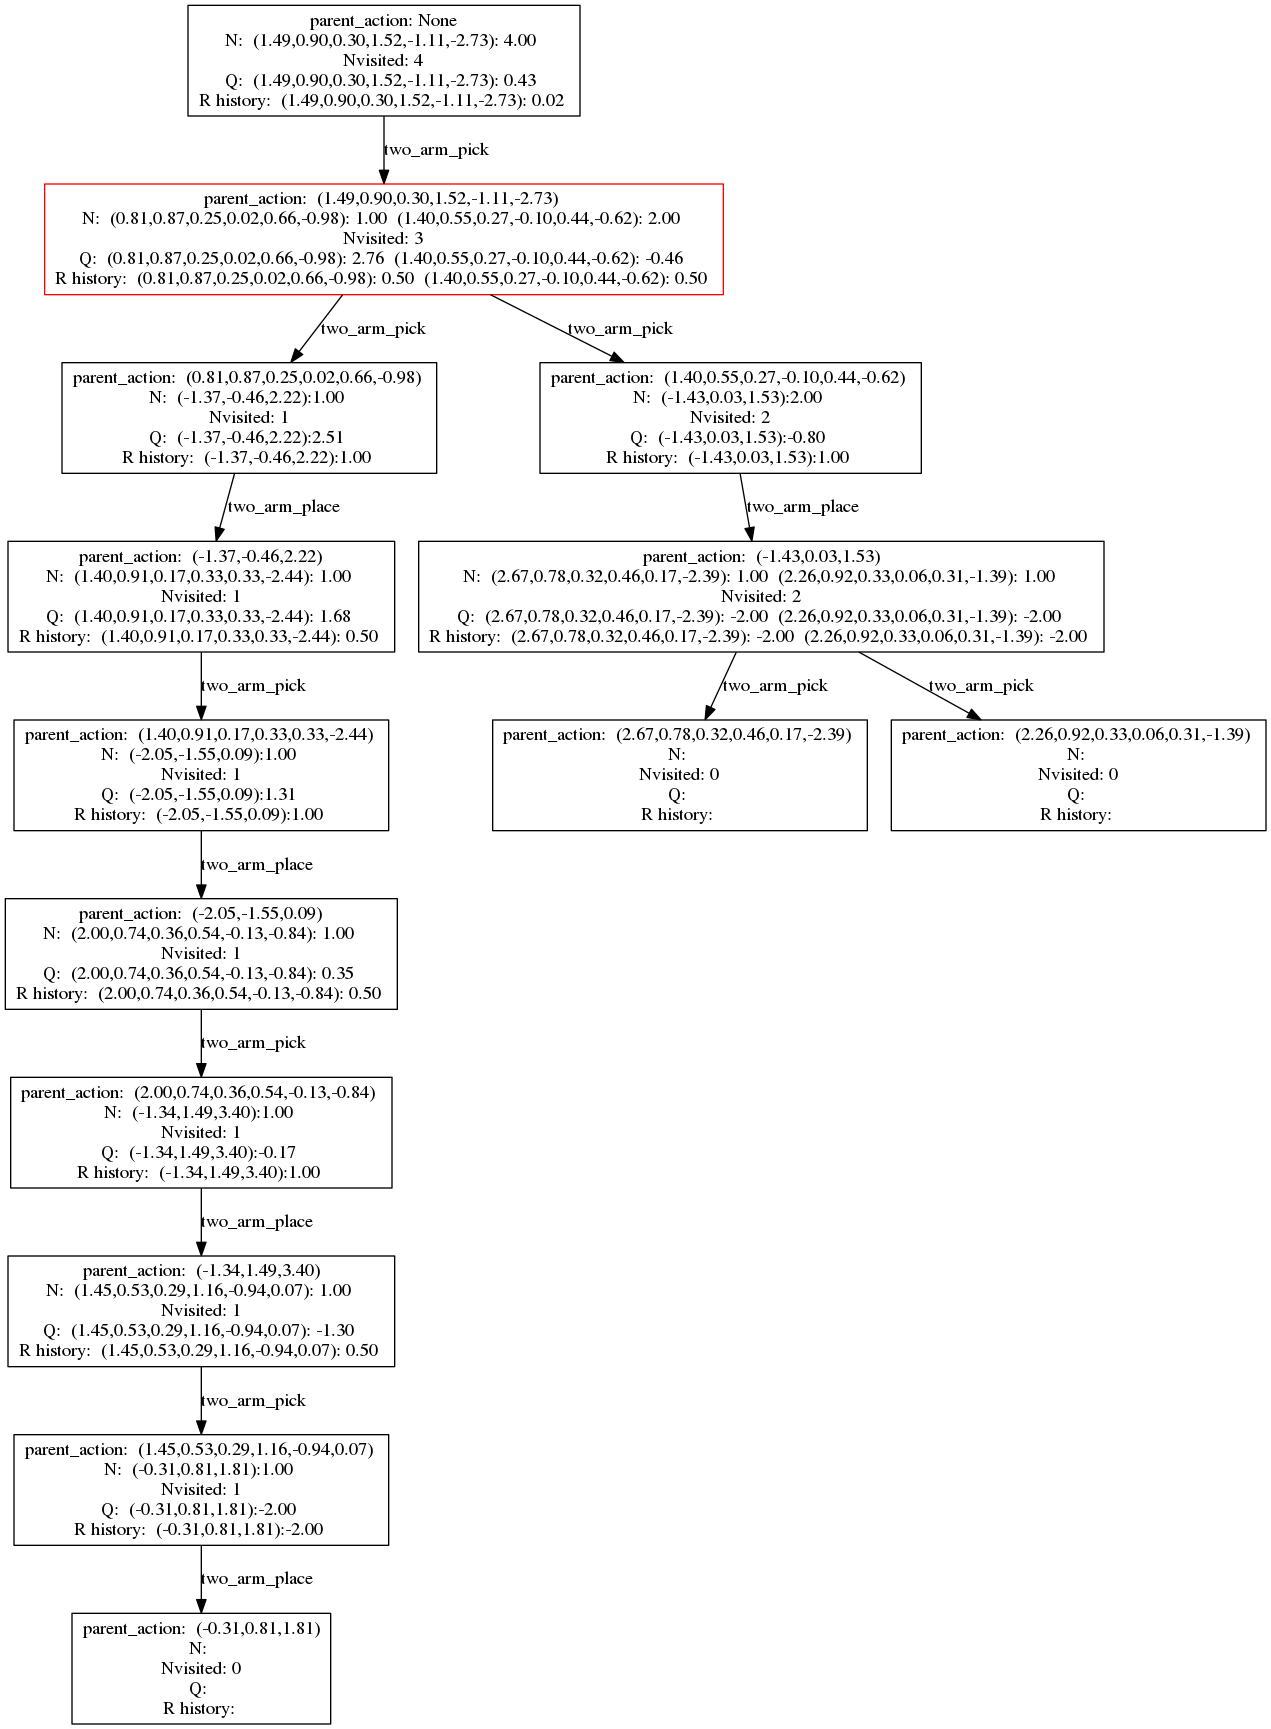 parent_action: None
N: (1.49,0.90,0.30,1.52,-1.11,-2.73): 4.00
Nvisited: 4
Q: (1.49,0.90,0.30,1.52,-1.11,-2.73): 0.43
R history: (1.49,0.90,0.30,1.52,-1.11,-2.73): 0.02
two_arm_pick
parent_action: (1.49,0.90,0.30,1.52,-1.11,-2.73)
N: (0.81,0.87,0.25,0.02,0.66,-0.98): 1.00 (1.40,0.55,0.27,-0.10,0.44,-0.62): 2.00
Nvisited: 3
Q: (0.81,0.87,0.25,0.02,0.66,-0.98): 2.76 (1.40,0.55,0.27,-0.10,0.44,-0.62): -0.46
R history: (0.81,0.87,0.25,0.02,0.66,-0.98): 0.50 (1.40,0.55,0.27,-0.10,0.44,-0.62): 0.50
two_arm_pick
two_arm_pick
parent_action: (0.81,0.87,0.25,0.02,0.66,-0.98)
N: (-1.37,-0.46,2.22):1.00
Nvisited: 1
Q: (-1.37,-0.46,2.22):2.51
R history: (-1.37,-0.46,2.22):1.00
parent_action: (1.40,0.55,0.27,-0.10,0.44,-0.62)
N: (-1.43,0.03,1.53):2.00
Nvisited: 2
Q: (-1.43,0.03,1.53):-0.80
R history: (-1.43,0.03,1.53):1.00
two_arm_place
two_arm_place
parent_action: (-1.37,-0.46,2.22)
N: (1.40,0.91,0.17,0.33,0.33,-2.44): 1.00
Nvisited: 1
Q: (1.40,0.91,0.17,0.33,0.33,-2.44): 1.68
R history: (1.40,0.91,0.17,0.33,0.33,-2.44): 0.50
parent_action: (-1.43,0.03,1.53)
N: (2.67,0.78,0.32,0.46,0.17,-2.39): 1.00 (2.26,0.92,0.33,0.06,0.31,-1.39): 1.00
Nvisited: 2
Q: (2.67,0.78,0.32,0.46,0.17,-2.39): -2.00 (2.26,0.92,0.33,0.06,0.31,-1.39): -2.00
R history: (2.67,0.78,0.32,0.46,0.17,-2.39): -2.00 (2.26,0.92,0.33,0.06,0.31,-1.39): -2.00
two_arm_pick
two_arm_pick
two_arm_pick
parent_action: (1.40,0.91,0.17,0.33,0.33,-2.44)
N: (-2.05,-1.55,0.09):1.00
Nvisited: 1
Q: (-2.05,-1.55,0.09):1.31
R history: (-2.05,-1.55,0.09):1.00
parent_action: (2.67,0.78,0.32,0.46,0.17,-2.39)
N:
Nvisited: 0
Q:
R history:
parent_action: (2.26,0.92,0.33,0.06,0.31,-1.39)
N:
Nvisited: 0
Q:
R history:
two_arm_place
parent_action: (-2.05,-1.55,0.09)
N: (2.00,0.74,0.36,0.54,-0.13,-0.84): 1.00
Nvisited: 1
Q: (2.00,0.74,0.36,0.54,-0.13,-0.84): 0.35
R history: (2.00,0.74,0.36,0.54,-0.13,-0.84): 0.50
two_arm_pick
parent_action: (2.00,0.74,0.36,0.54,-0.13,-0.84)
N: (-1.34,1.49,3.40):1.00
Nvisited: 1
Q: (-1.34,1.49,3.40):-0.17
R history: (-1.34,1.49,3.40):1.00
two_arm_place
parent_action: (-1.34,1.49,3.40)
N: (1.45,0.53,0.29,1.16,-0.94,0.07): 1.00
Nvisited: 1
Q: (1.45,0.53,0.29,1.16,-0.94,0.07): -1.30
R history: (1.45,0.53,0.29,1.16,-0.94,0.07): 0.50
two_arm_pick
parent_action: (1.45,0.53,0.29,1.16,-0.94,0.07)
N: (-0.31,0.81,1.81):1.00
Nvisited: 1
Q: (-0.31,0.81,1.81):-2.00
R history: (-0.31,0.81,1.81):-2.00
two_arm_place
parent_action: (-0.31,0.81,1.81)
N:
Nvisited: 0
Q:
R history: